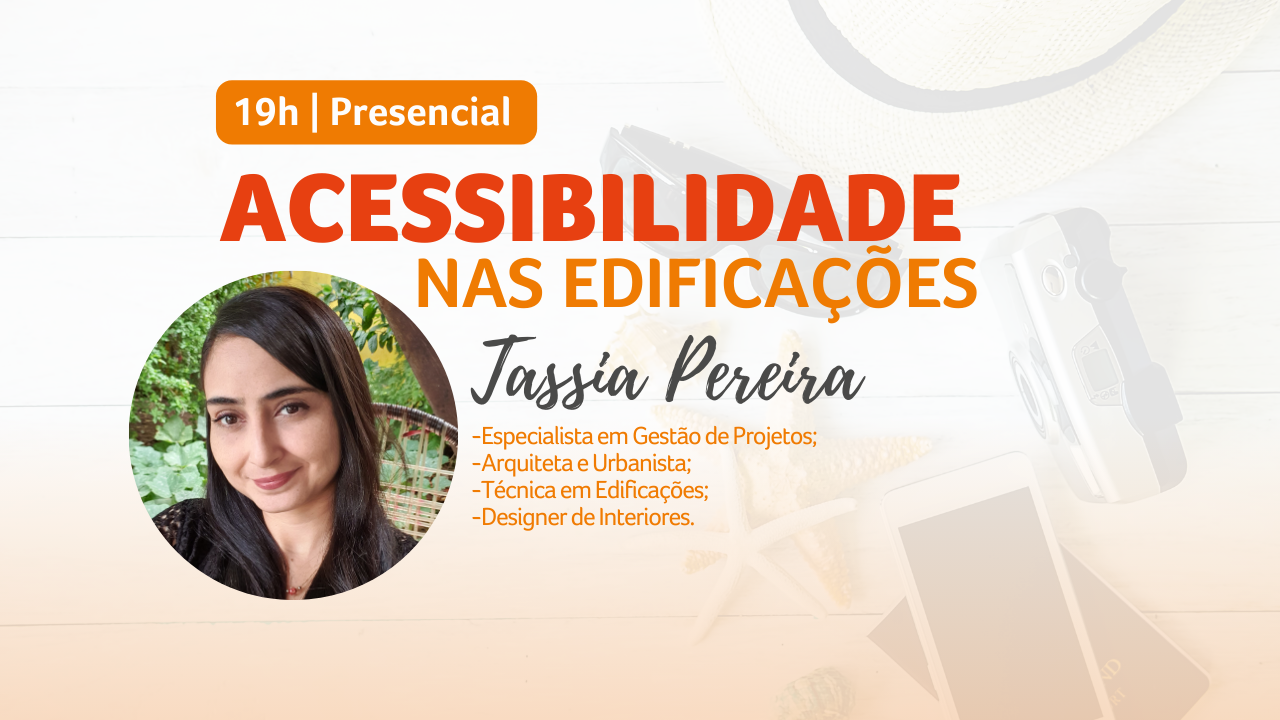 19h | Presencial
ACESSIBILIDADE
NAS EDIFICAÇÕES
Tassia Pereira
-Especialista em Gestão de Projetos;
-Arquiteta e Urbanista;
-Técnica em Edificações;
-Designer de Interiores.